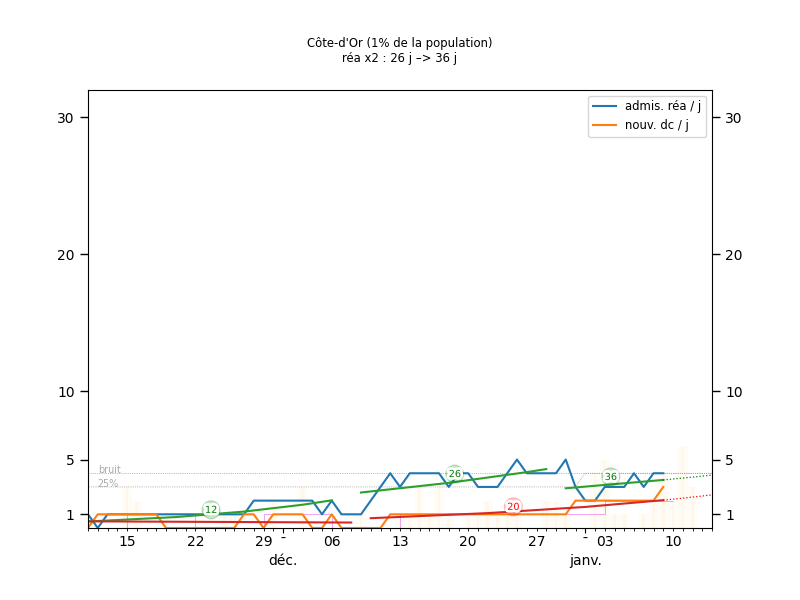 Côte-d'Or (1% de la population)
réa x2 : 26 j –> 36 j
admis. réa / j
nouv. dc / j
30 30
20 20
10 10
5 5
1 1
bruit
25%
12
26
20
36
15 22 29 - 06 13 20 27 - 03 10
déc. janv.